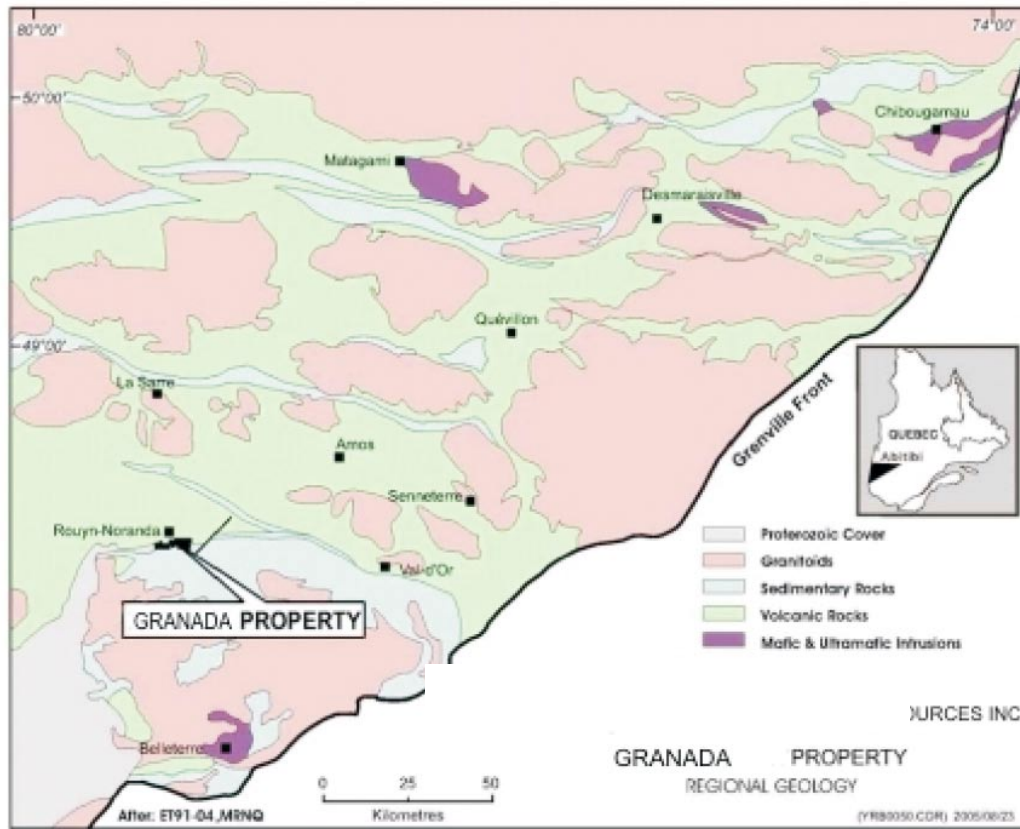 80°00'
74°00'
50°00'
Chibougamau
Matagami
Desmaraisville
Quévillon
49°00'
La Sarre
Grenville Front
QUEBEC
Abitibi
Amos
Senneterre
Rouyn-Noranda
Val-d'Or
GRANADA PROPERTY
Proterozoic Cover
Granitoïds
Sedimentary Rocks
Volcanic Rocks
Mafic & Ultramafic Intrusions
Belleterre
OURCES INC
GRANADA PROPERTY
REGIONAL GEOLOGY
0 25 50
Kilometres
After: ET91-04 ,MRNQ
(YRB0050.CDR) 2005/08/23